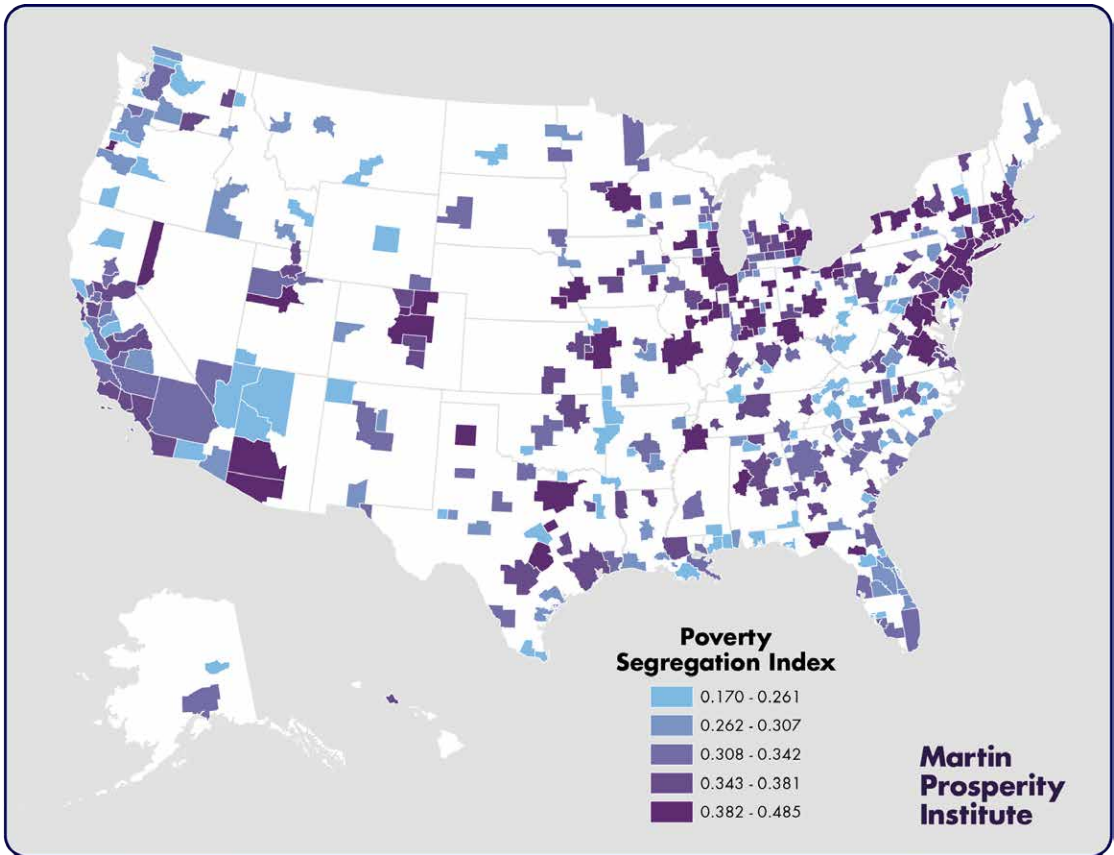 Poverty
Segregation Index
0.170 - 0.261
0.262 - 0.307
0.308 - 0.342
0.343 - 0.381
0.382 - 0.485
Martin
Prosperity
Institute